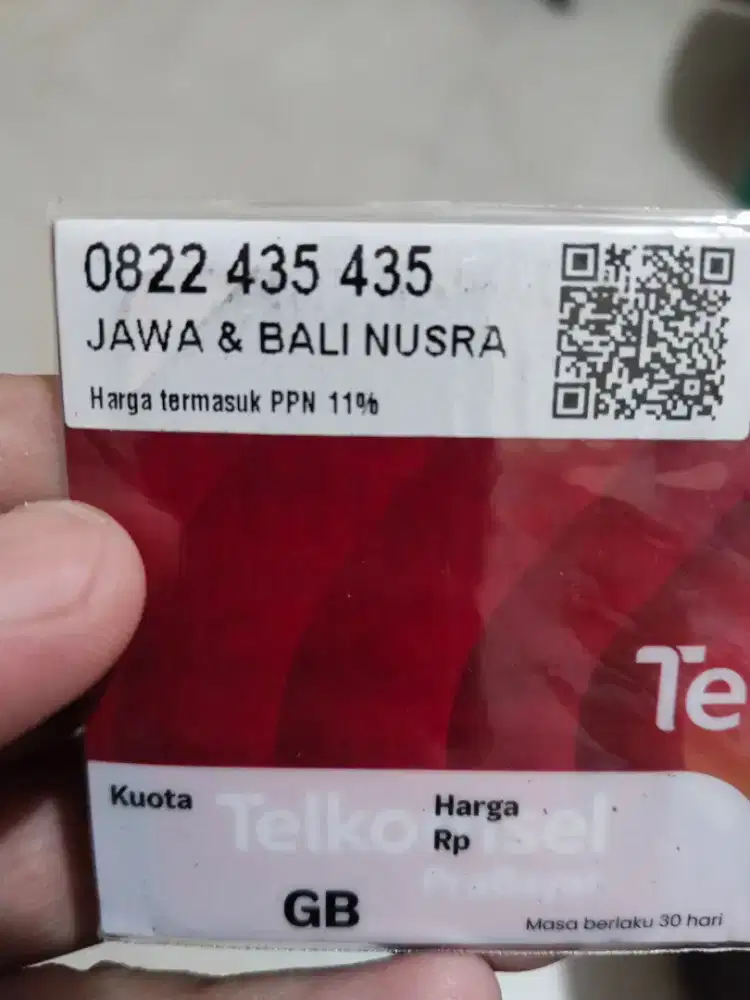 0822 435 435
JAWA & BALI NUSRA
Harga termasuk PPN 11%
Te
Kuota
Harga
Telkomsel
Rp
GB
Masa berlaku 30 hari